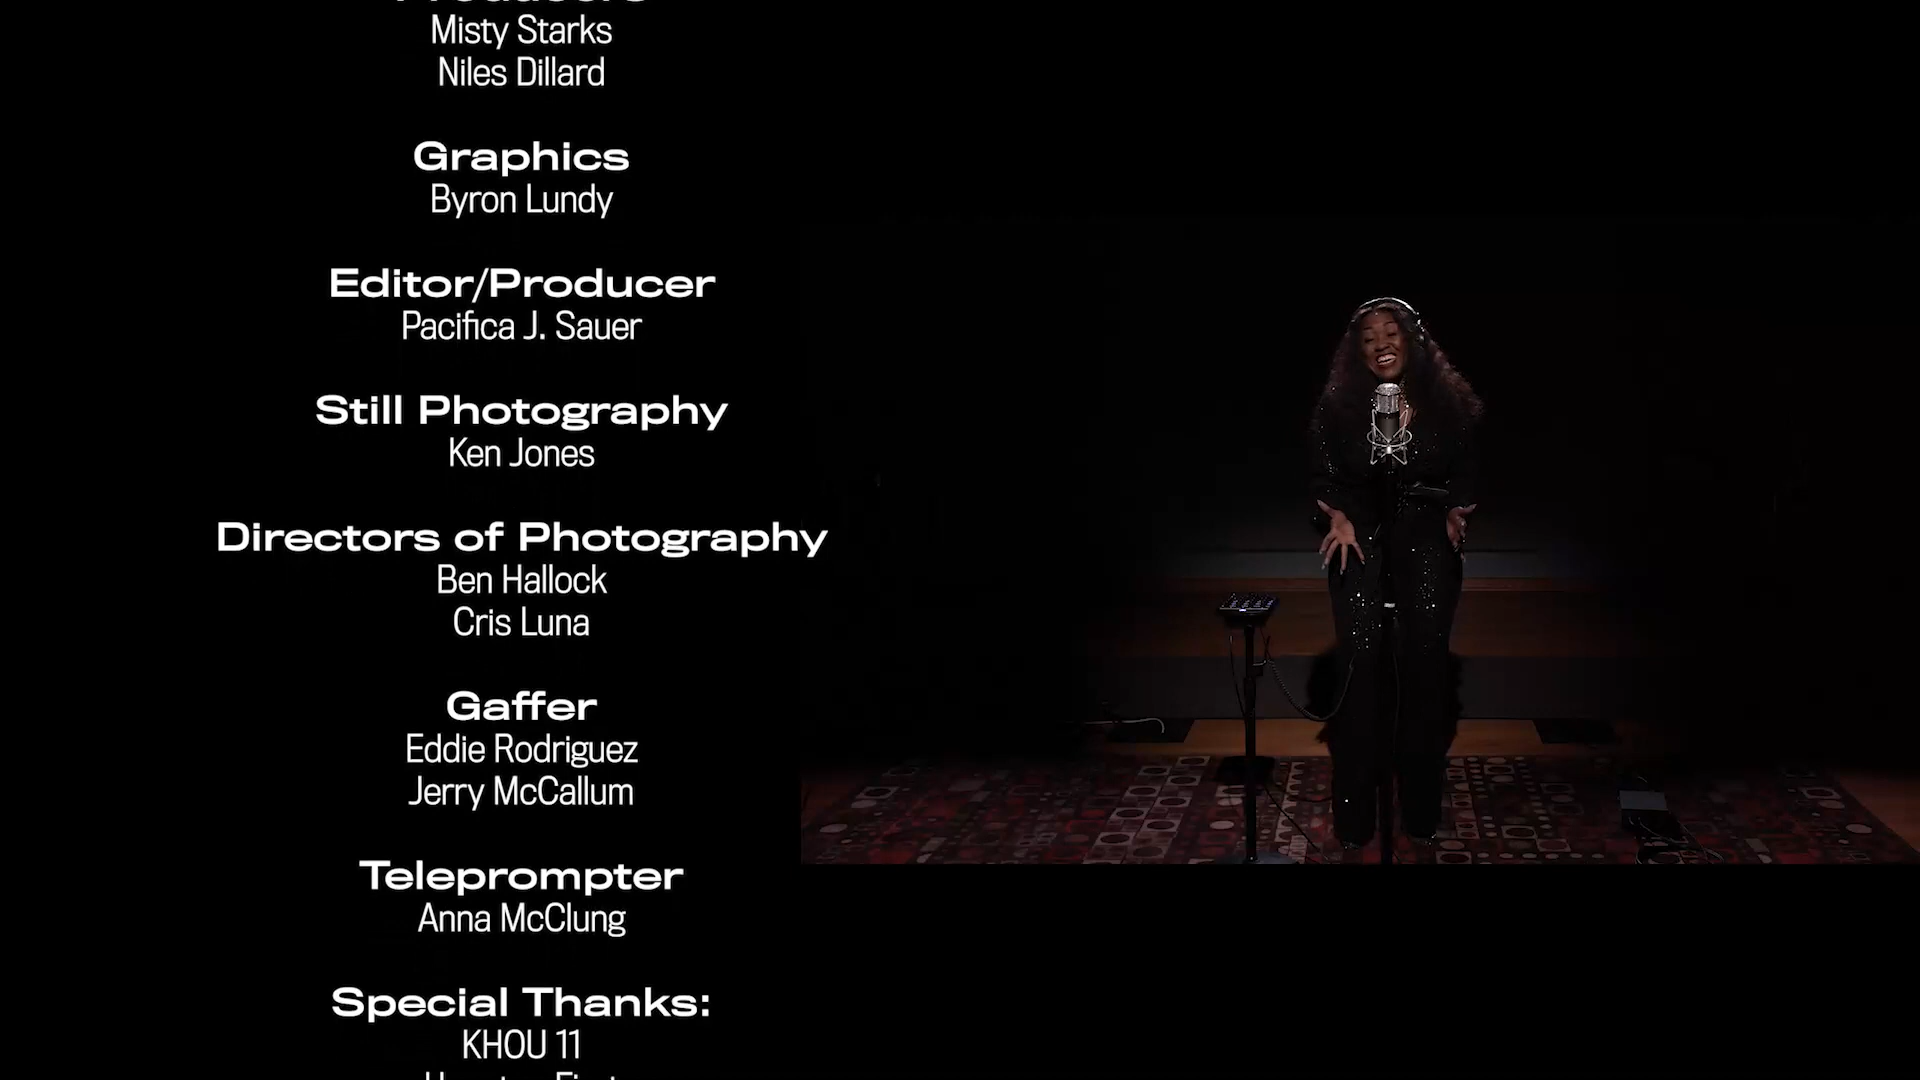 Misty Starks
Niles Dillard
Graphics
Byron Lundy
Editor/Producer
Pacifica J. Sauer
Still Photography
Ken Jones
Directors of Photography
Ben Hallock
Cris Luna
Gaffer
Eddie Rodriguez
Jerry McCallum
Teleprompter
Anna McClung
Special Thanks:
KHOU 11